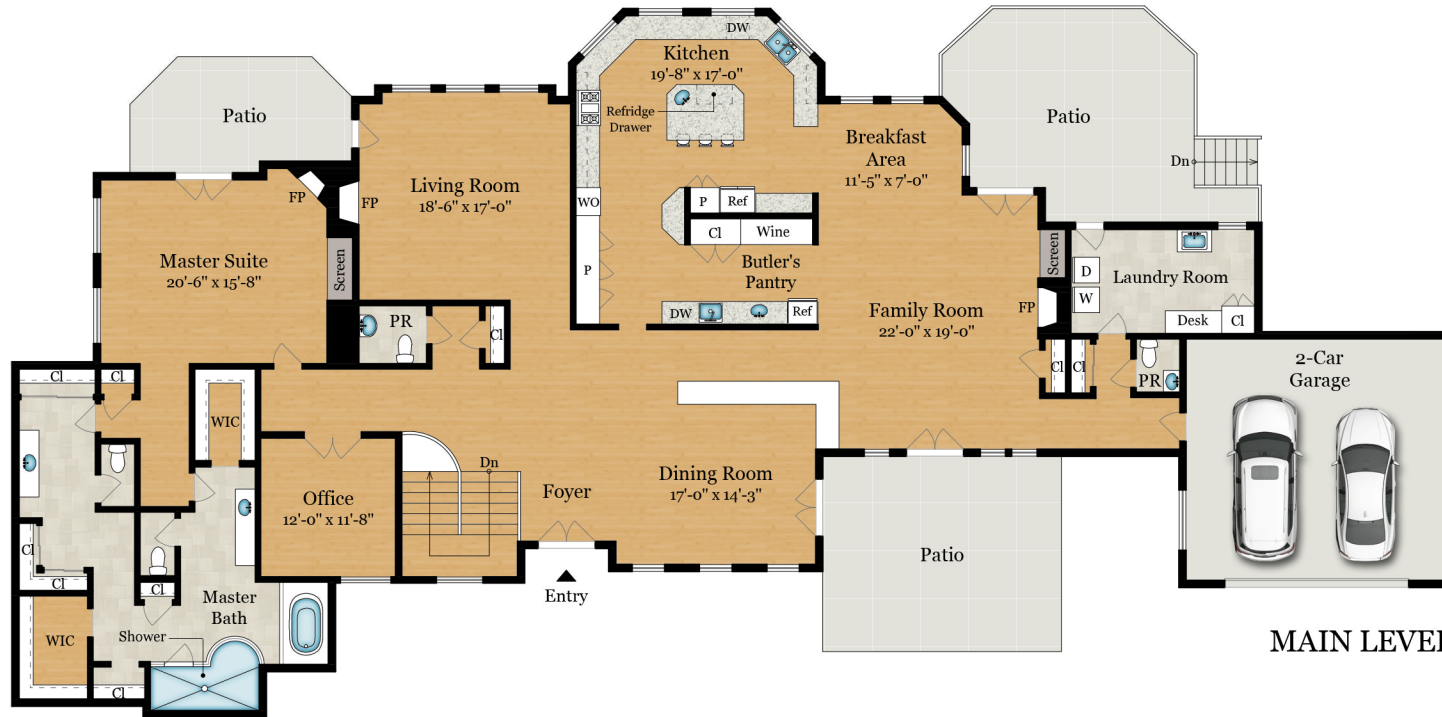 DW
Kitchen
19'-8" x 17'-0"
Patio
Refridge
Drawer
Patio
Breakfast
Area
11'-5" x 7'-0"
Dn
FP
FP
Living Room
18'-6" x 17'-0"
WO
P
Ref
Cl
Wine
Screen
Master Suite
20'-6" x 15'-8"
P
Butler's
Pantry
Screen
D
W
Laundry Room
FP
Family Room
22'-0" x 19'-0"
PR
Cl
DW
Ref
Desk
Cl
Cl
Cl
WIC
Cl
Cl
PR
2-Car
Garage
Dn
Office
12'-0" x 11'-8"
Foyer
Dining Room
17'-0" x 14'-3"
Cl
Cl
Cl
Master
Bath
Entry
Patio
WIC
Shower
Cl
MAIN LEVEL